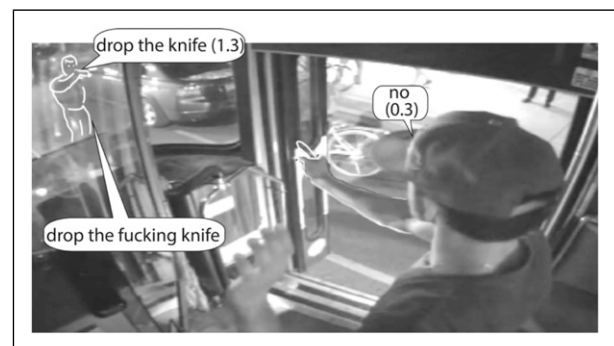 drop the knife (1.3)
no
(0.3)
drop the fucking knife